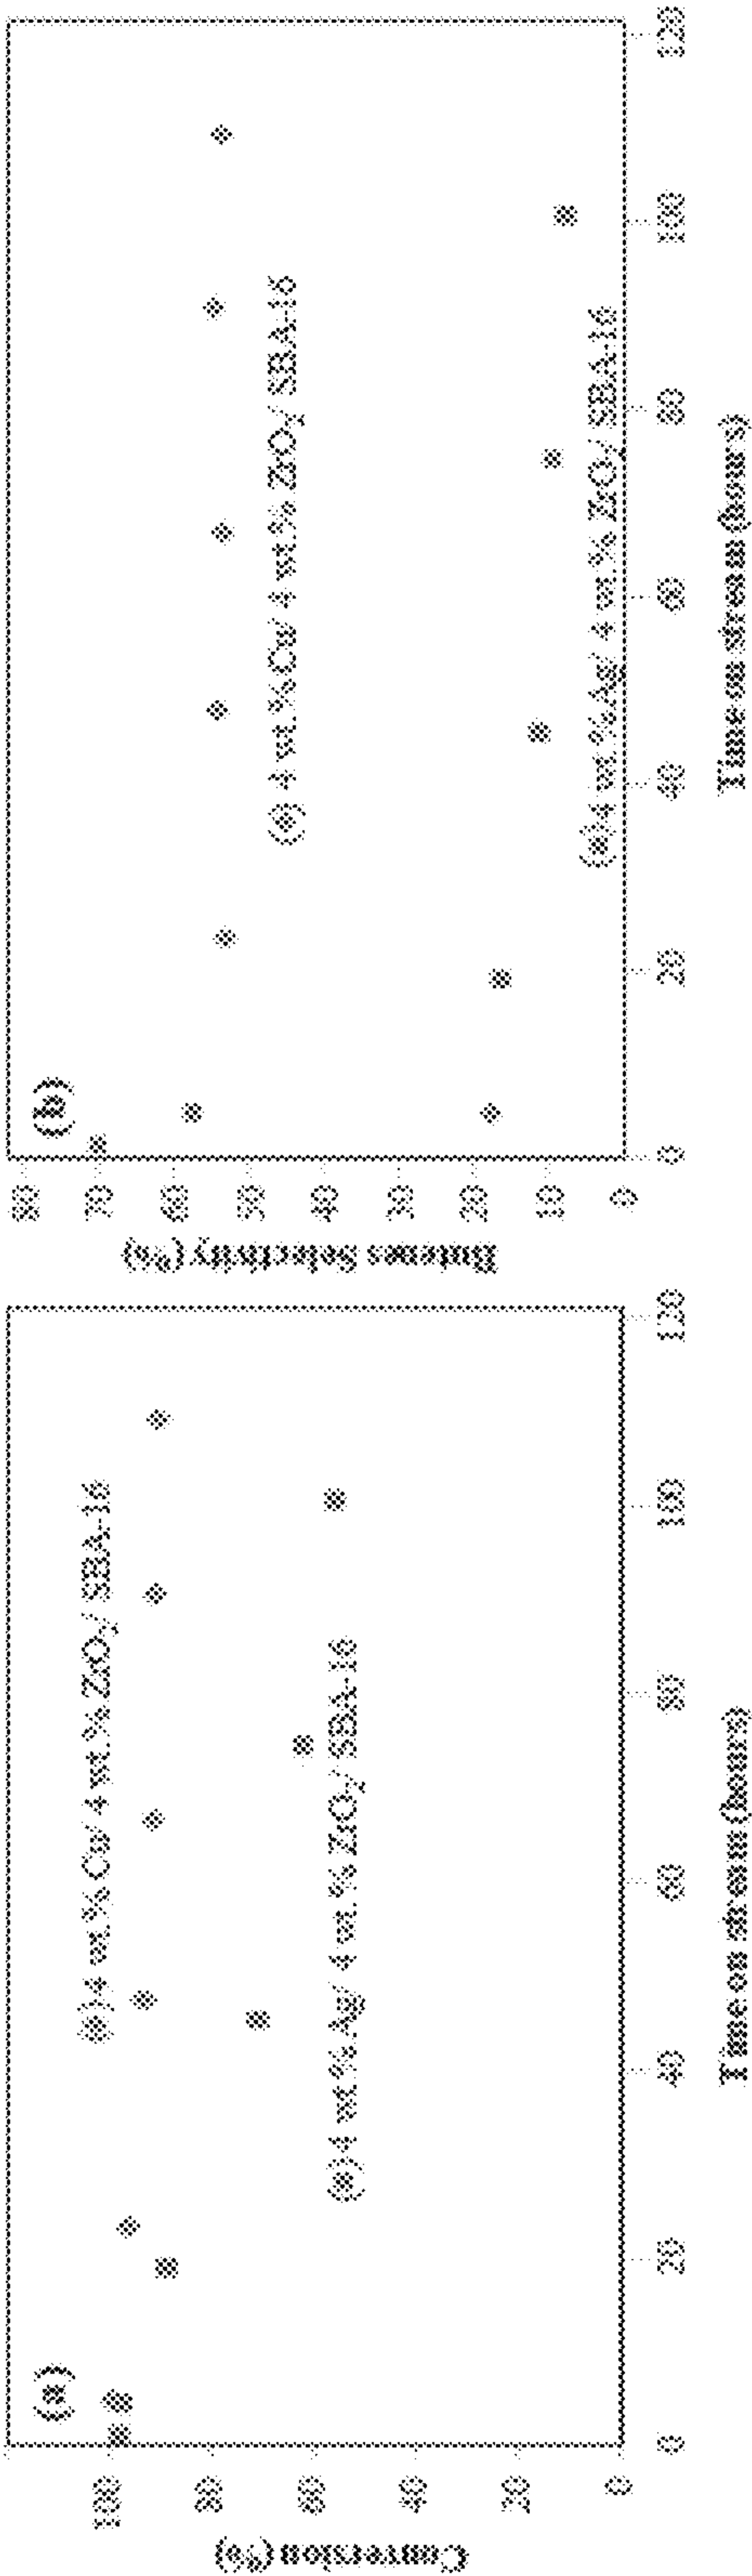 (a)
Conversion (%)
100
80
60
40
20
0
(◆) 4 wt.% Cu/ 4 wt.% ZrO₂/ SBA-16
(■) 4 wt.% Ag/ 4 wt.% ZrO₂/ SBA-16
0
20
40
60
80
100
120
Time on stream (hours)
(b)
Butenes Selectivity (%)
80
70
60
50
40
30
20
10
0
(◆) 4 wt.% Cu/ 4 wt.% ZrO₂/ SBA-16
(■) 4 wt.% Ag/ 4 wt.% ZrO₂/ SBA-16
0
20
40
60
80
100
120
Time on stream (hours)